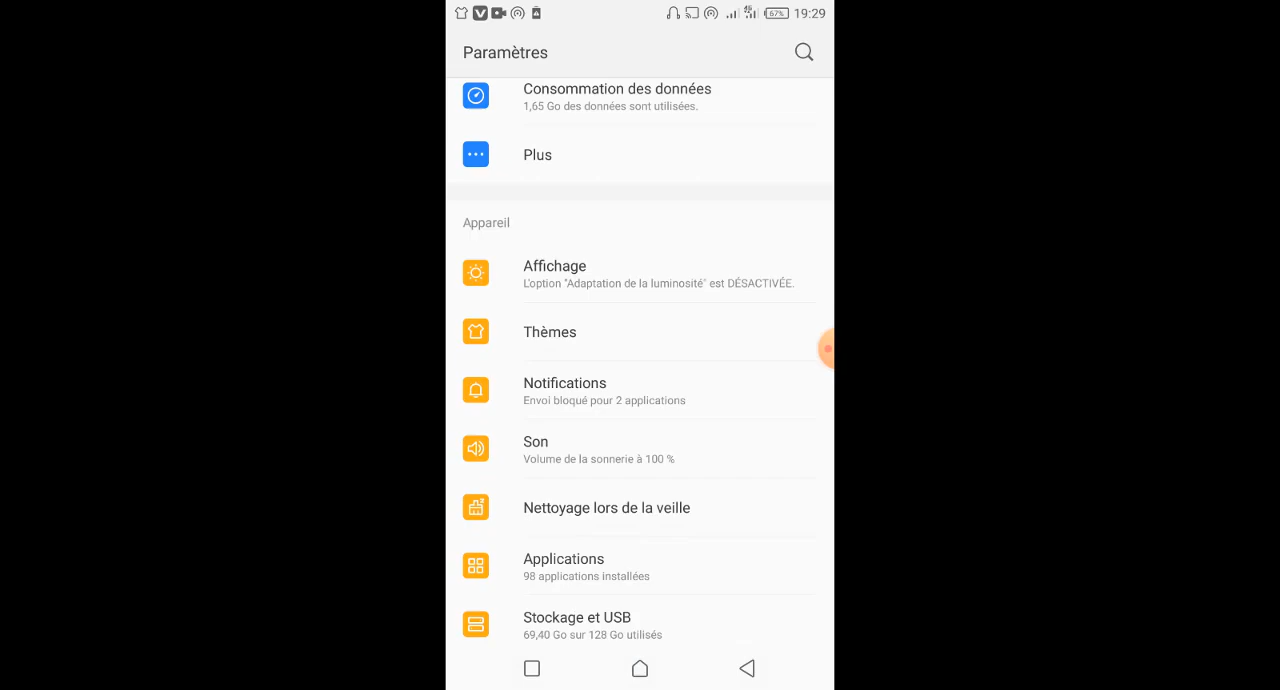 67% 19:29
Paramètres
Consommation des données
1,65 Go des données sont utilisées.
Plus
Appareil
Affichage
L'option "Adaptation de la luminosité" est DÉSACTIVÉE.
Thèmes
Notifications
Envoi bloqué pour 2 applications
Son
Volume de la sonnerie à 100 %
Nettoyage lors de la veille
Applications
98 applications installées
Stockage et USB
69,40 Go sur 128 Go utilisés